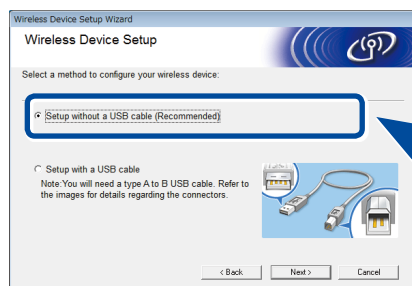 Wireless Device Setup Wizard
Wireless Device Setup
Select a method to configure your wireless device:
Setup without a USB cable (Recommended)
Setup with a USB cable
Note:You will need a type A to B USB cable. Refer to
the images for details regarding the connectors.
< Back Next > Cancel